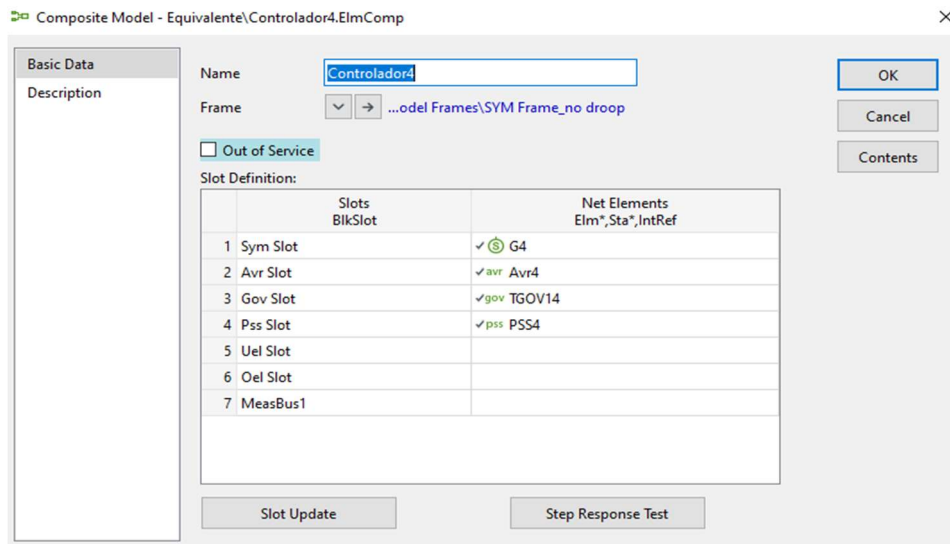 Composite Model - Equivalente\Controlador4.ElmComp
Basic Data
Description
Name Controlador4
Frame ...odel Frames\SYM Frame_no droop
Out of Service
Slot Definition:
Slots
BlkSlot
Net Elements
Elm*,Sta*,IntRef
1 Sym Slot G4
2 Avr Slot avr Avr4
3 Gov Slot gov TGOV14
4 Pss Slot pss PSS4
5 Uel Slot
6 Oel Slot
7 MeasBus1
Slot Update
Step Response Test
OK
Cancel
Contents